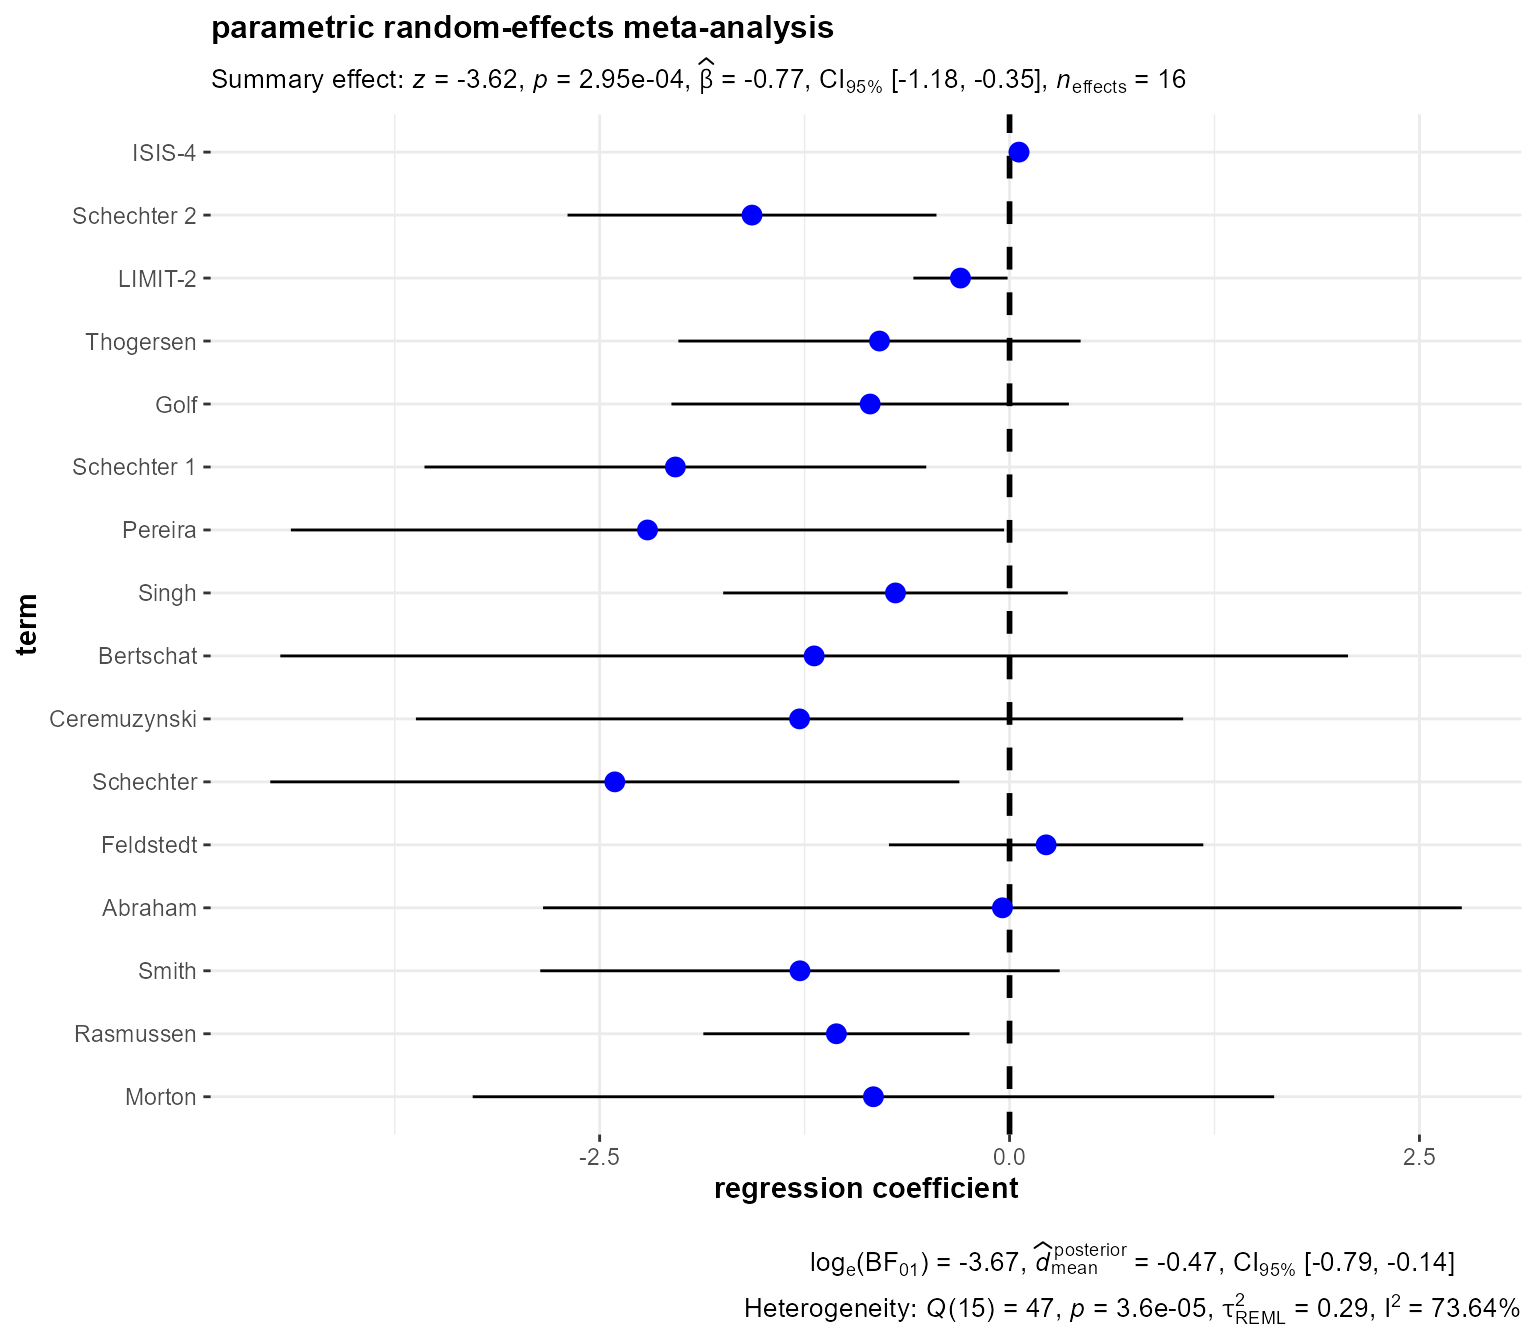 parametric random-effects meta-analysis
Summary effect: z = -3.62, p = 2.95e-04, β̂ = -0.77, CI95% [-1.18, -0.35], neffects = 16
ISIS-4
Schechter 2
LIMIT-2
Thogersen
Golf
Schechter 1
Pereira
Singh
Bertschat
Ceremuzynski
Schechter
Feldstedt
Abraham
Smith
Rasmussen
Morton
term
-2.5 0.0 2.5
regression coefficient
loge(BF01) = -3.67, d̂ posterior mean = -0.47, CI95% [-0.79, -0.14]
Heterogeneity: Q(15) = 47, p = 3.6e-05, τ²REML = 0.29, I² = 73.64%